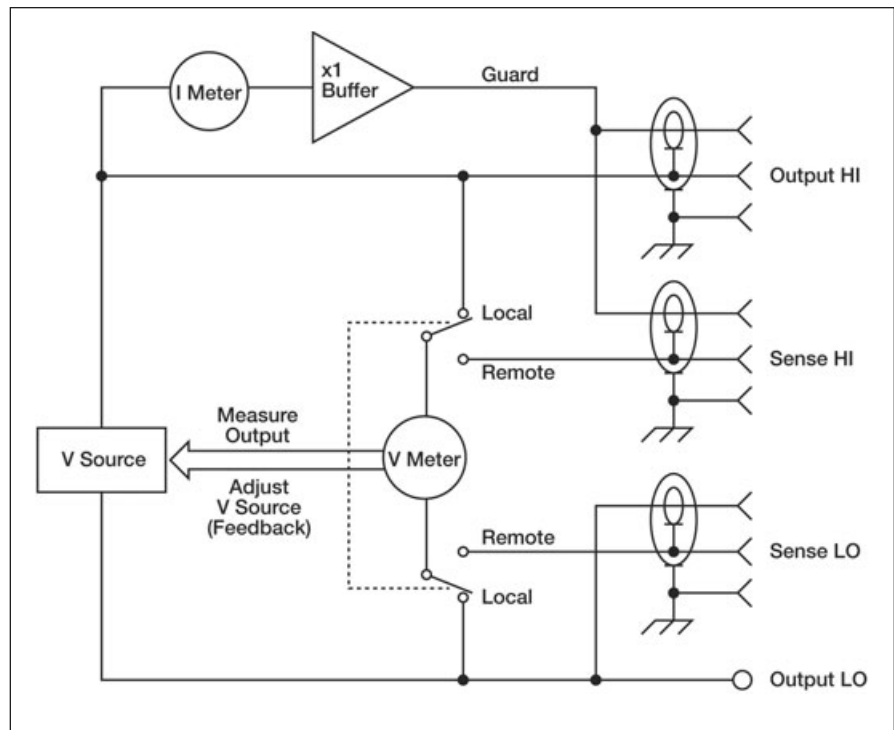 I Meter
x1
Buffer
Guard
Output HI
Local
Remote
Sense HI
V Source
Measure
Output
Adjust
V Source
(Feedback)
V Meter
Remote
Local
Sense LO
Output LO